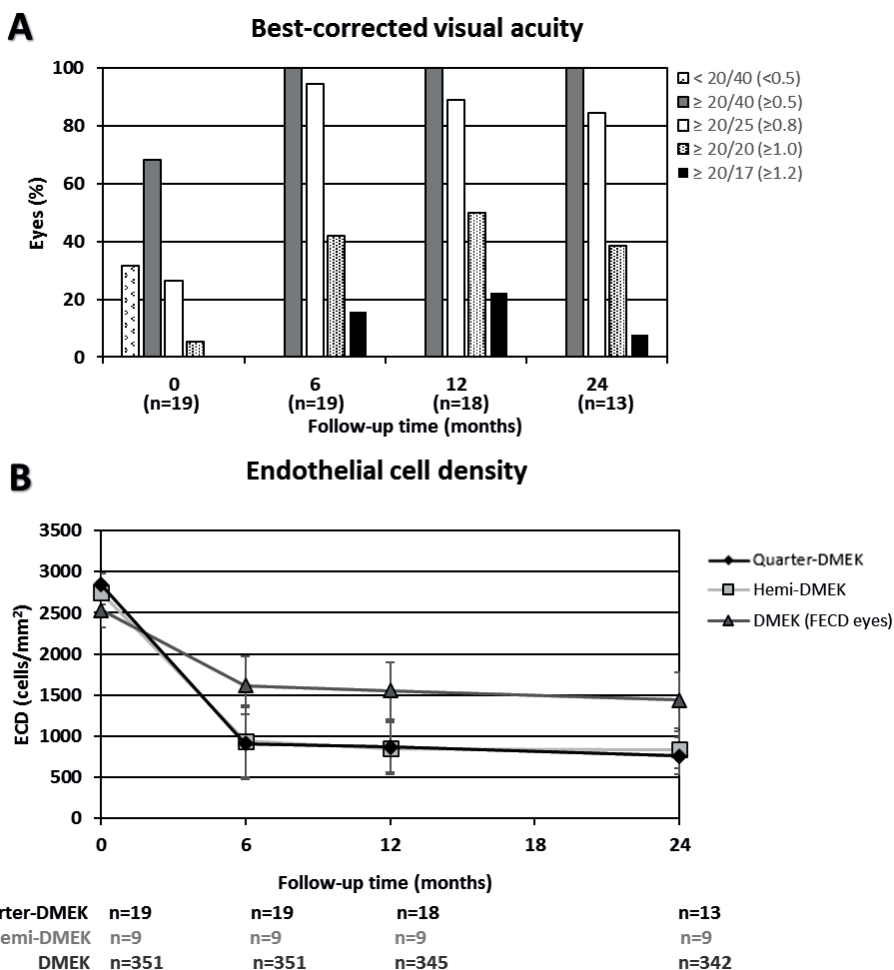 A
Best-corrected visual acuity
100
80
60
40
20
0
Eyes (%)
< 20/40 (<0.5)
≥ 20/40 (≥0.5)
≥ 20/25 (≥0.8)
≥ 20/20 (≥1.0)
≥ 20/17 (≥1.2)
0 6 12 24
(n=19) (n=19) (n=18) (n=13)
Follow-up time (months)
B
Endothelial cell density
3500
3000
2500
2000
1500
1000
500
0
ECD (cells/mm²)
Quarter-DMEK
Hemi-DMEK
DMEK (FECD eyes)
0 6 12 18 24
Follow-up time (months)
rter-DMEK n=19 n=19 n=18 n=13
emi-DMEK n=9 n=9 n=9 n=9
DMEK n=351 n=351 n=345 n=342